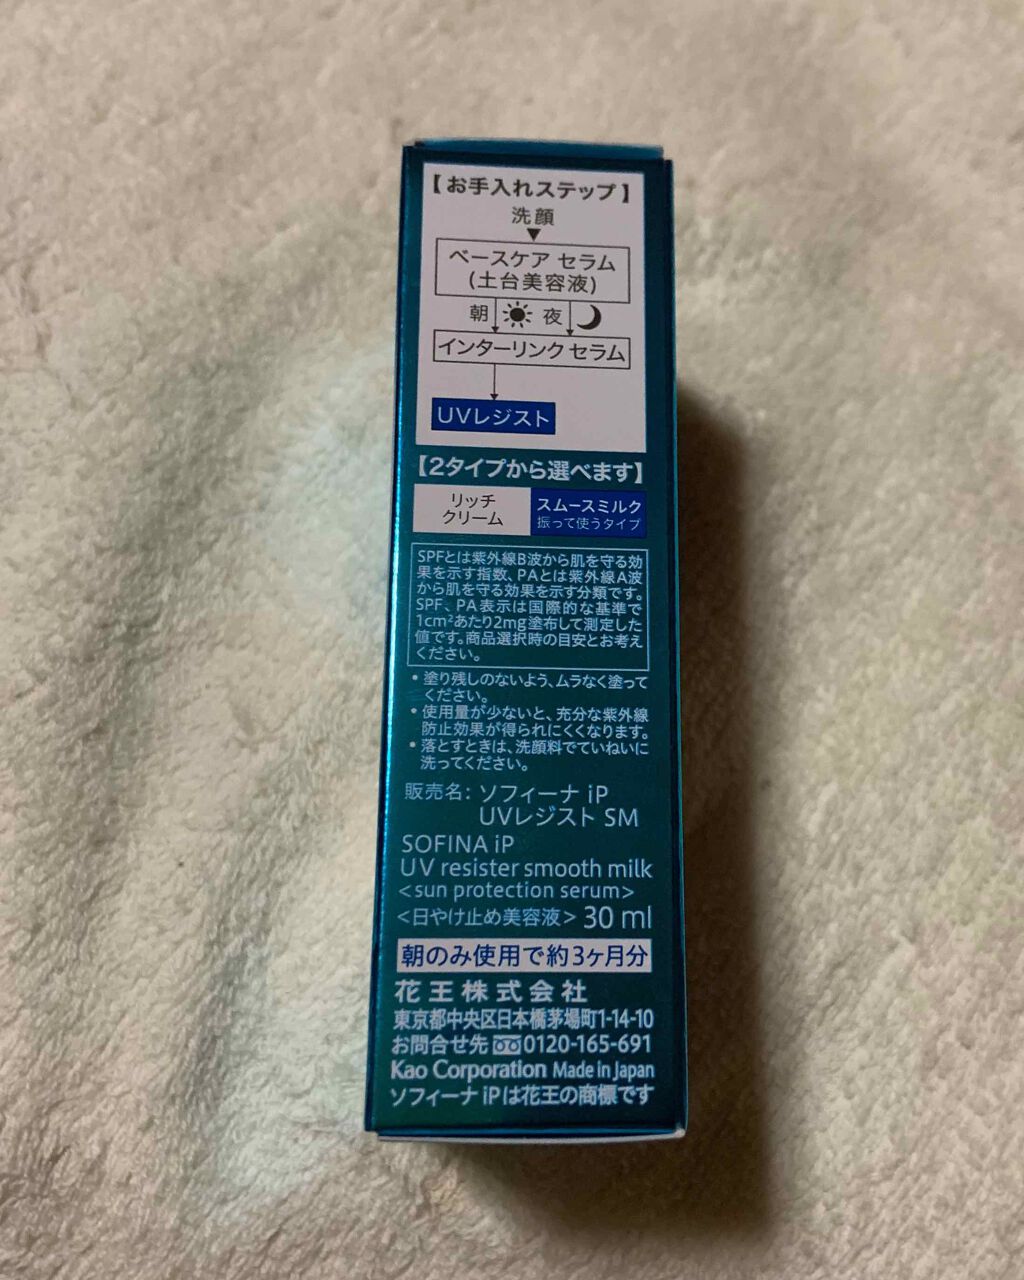 【お手入れステップ】
洗顔
ベースケア セラム
(土台美容液)
朝 夜
インターリンク セラム
UVレジスト
【2タイプから選べます】
リッチ
クリーム
スムースミルク
振って使うタイプ
SPFとは紫外線B波から肌を守る効
果を示す指数、PAとは紫外線A波
から肌を守る効果を示す分類です。
SPF、PA表示は国際的な基準で
1cm²あたり2mg塗布して測定した
値です。商品選択時の目安とお考え
ください。
• 塗り残しのないよう、ムラなく塗って
ください。
• 使用量が少ないと、充分な紫外線
防止効果が得られにくくなります。
• 落とすときは、洗顔料でていねいに
洗ってください。
販売名: ソフィーナ iP
UVレジスト SM
SOFINA iP
UV resister smooth milk
<sun protection serum>
<日やけ止め美容液> 30 ml
朝のみ使用で約3ヶ月分
花王株式会社
東京都中央区日本橋茅場町1-14-10
お問合せ先 0120-165-691
Kao Corporation Made in Japan
ソフィーナ iPは花王の商標です